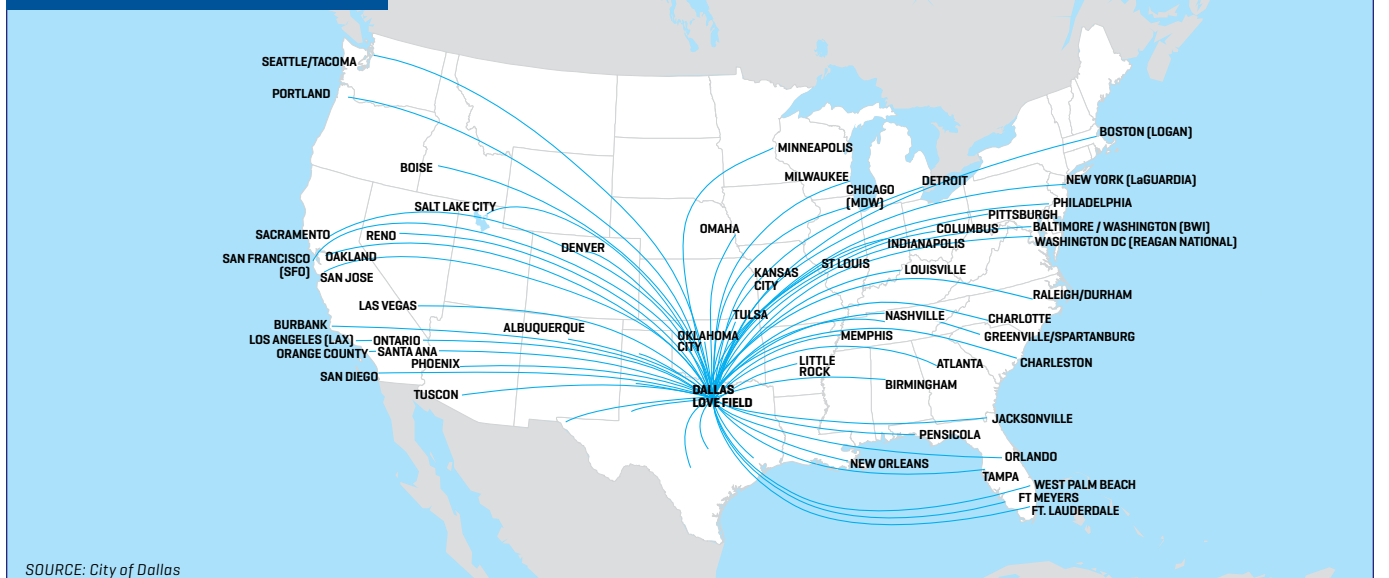 SEATTLE/TACOMA
PORTLAND
BOISE
SALT LAKE CITY
SACRAMENTO
RENO
SAN FRANCISCO
(SFO)
OAKLAND
SAN JOSE
DENVER
LAS VEGAS
BURBANK
LOS ANGELES (LAX)
ONTARIO
ORANGE COUNTY
SANTA ANA
PHOENIX
SAN DIEGO
TUSCON
ALBUQUERQUE
MINNEAPOLIS
MILWAUKEE
CHICAGO
(MDW)
DETROIT
OMAHA
KANSAS
CITY
ST LOUIS
TULSA
OKLAHOMA
CITY
DALLAS
LOVE FIELD
LITTLE
ROCK
MEMPHIS
NASHVILLE
LOUISVILLE
INDIANAPOLIS
COLUMBUS
PITTSBURGH
BOSTON (LOGAN)
NEW YORK (LaGUARDIA)
PHILADELPHIA
BALTIMORE / WASHINGTON (BWI)
WASHINGTON DC (REAGAN NATIONAL)
RALEIGH/DURHAM
CHARLOTTE
GREENVILLE/SPARTANBURG
CHARLESTON
ATLANTA
BIRMINGHAM
JACKSONVILLE
PENSICOLA
ORLANDO
NEW ORLEANS
TAMPA
WEST PALM BEACH
FT MEYERS
FT. LAUDERDALE
SOURCE: City of Dallas